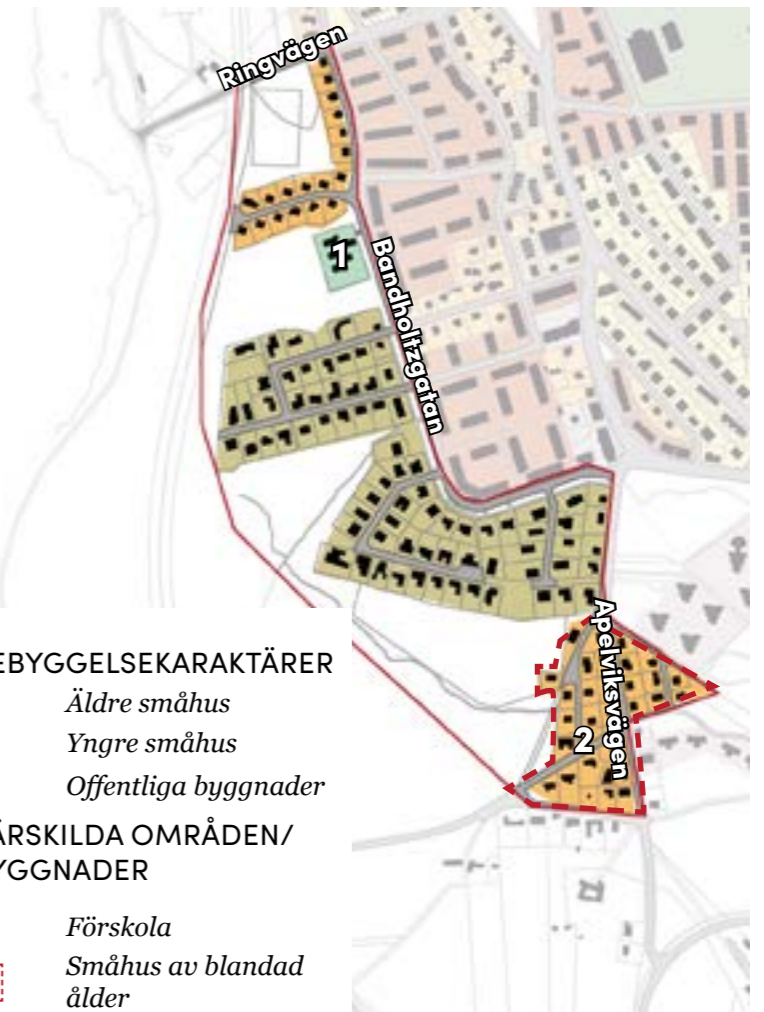 Ringvägen
1
Bandholtzgatan
Apelviksvägen
2
EBYGGELSEKARAKTÄRER
Äldre småhus
Yngre småhus
Offentliga byggnader
ÄRSKILDA OMRÅDEN/
YGGNADER
Förskola
Småhus av blandad
ålder